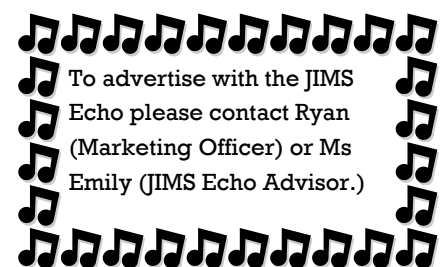 To advertise with the JIMS
Echo please contact Ryan
(Marketing Officer) or Ms
Emily (JIMS Echo Advisor.)